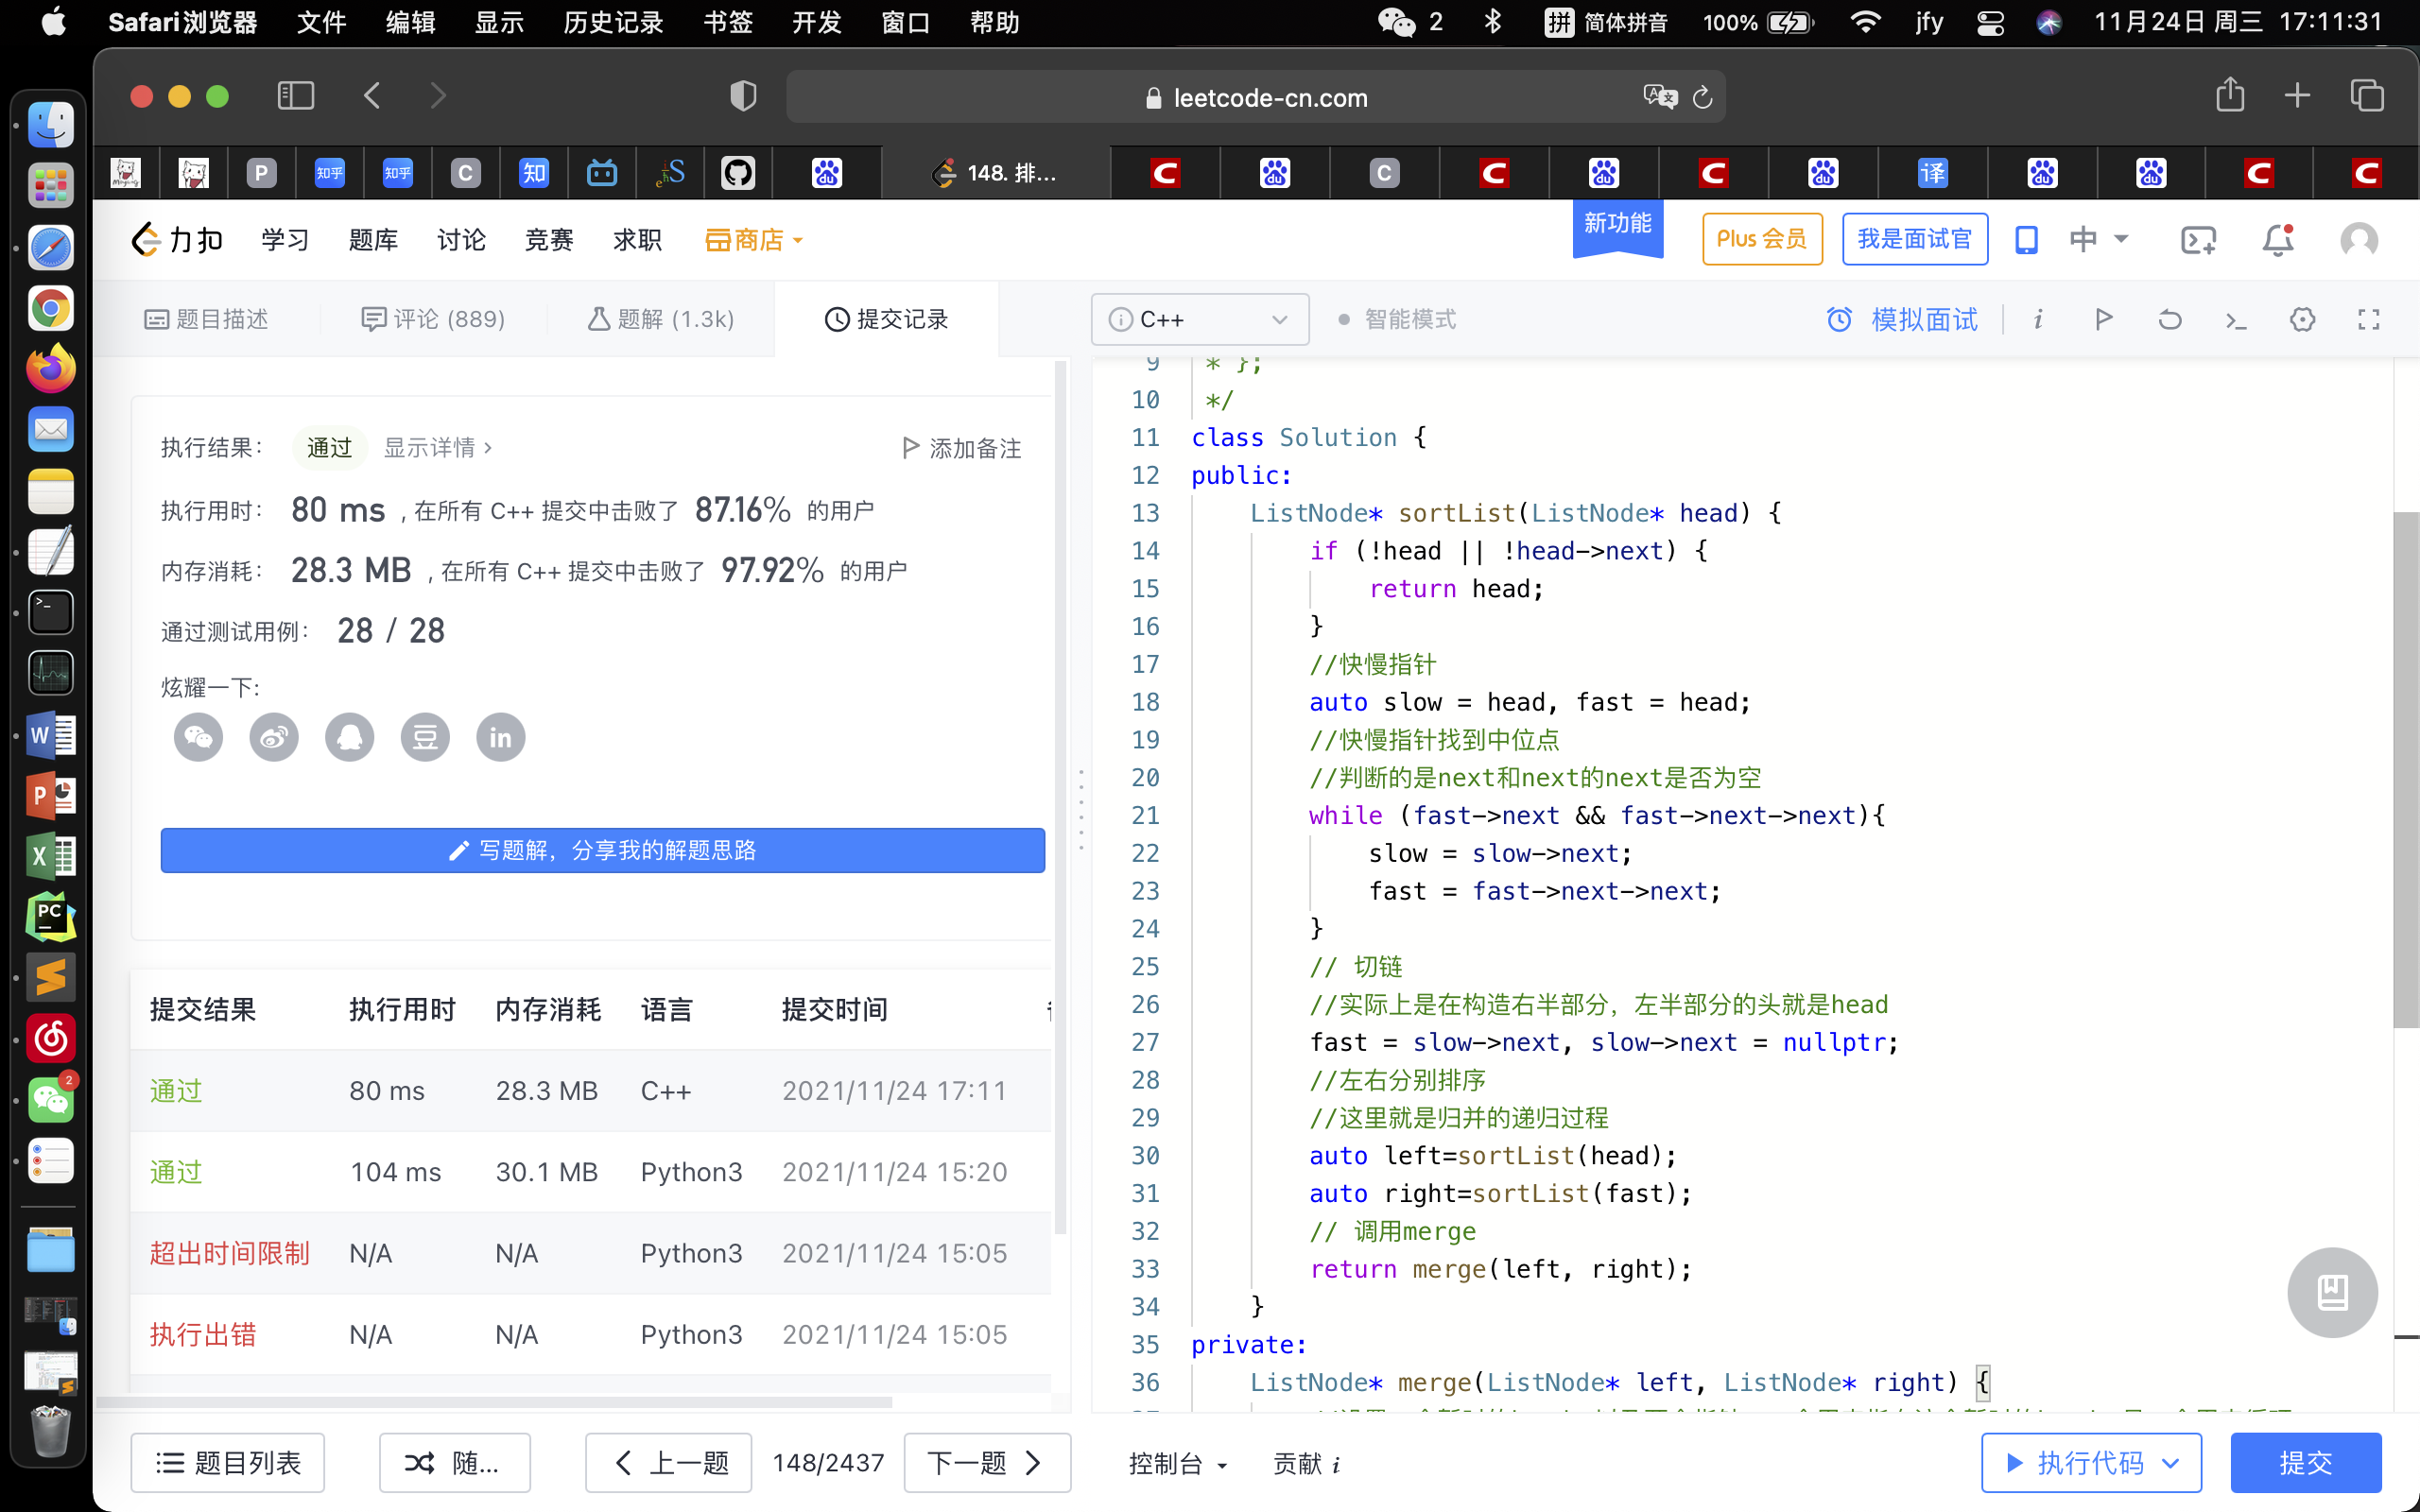 Safari浏览器 文件 编辑 显示 历史记录 书签 开发 窗口 帮助 2 拼 简体拼音 100% jfy 11月24日 周三 17:11:31
leetcode-cn.com
P 知乎 知乎 C 知 du 148. 排... C du C C du C du 译 du du C C
力扣 学习 题库 讨论 竞赛 求职 商店 新功能 Plus 会员 我是面试官 中
题目描述 评论 (889) 题解 (1.3k) 提交记录
C++ 智能模式 模拟面试 i
执行结果： 通过 显示详情 > 添加备注
执行用时： 80 ms , 在所有 C++ 提交中击败了 87.16% 的用户
内存消耗： 28.3 MB , 在所有 C++ 提交中击败了 97.92% 的用户
通过测试用例： 28 / 28
炫耀一下:
豆 in
写题解，分享我的解题思路
提交结果 执行用时 内存消耗 语言 提交时间
通过 80 ms 28.3 MB C++ 2021/11/24 17:11
通过 104 ms 30.1 MB Python3 2021/11/24 15:20
超出时间限制 N/A N/A Python3 2021/11/24 15:05
执行出错 N/A N/A Python3 2021/11/24 15:05
9 * };
10 */
11 class Solution {
12 public:
13 ListNode* sortList(ListNode* head) {
14 if (!head || !head->next) {
15 return head;
16 }
17 //快慢指针
18 auto slow = head, fast = head;
19 //快慢指针找到中位点
20 //判断的是next和next的next是否为空
21 while (fast->next && fast->next->next){
22 slow = slow->next;
23 fast = fast->next->next;
24 }
25 // 切链
26 //实际上是在构造右半部分，左半部分的头就是head
27 fast = slow->next, slow->next = nullptr;
28 //左右分别排序
29 //这里就是归并的递归过程
30 auto left=sortList(head);
31 auto right=sortList(fast);
32 // 调用merge
33 return merge(left, right);
34 }
35 private:
36 ListNode* merge(ListNode* left, ListNode* right) {
题目列表 随... 上一题 148/2437 下一题 控制台 贡献 i 执行代码 提交
W
P
X
PC
2